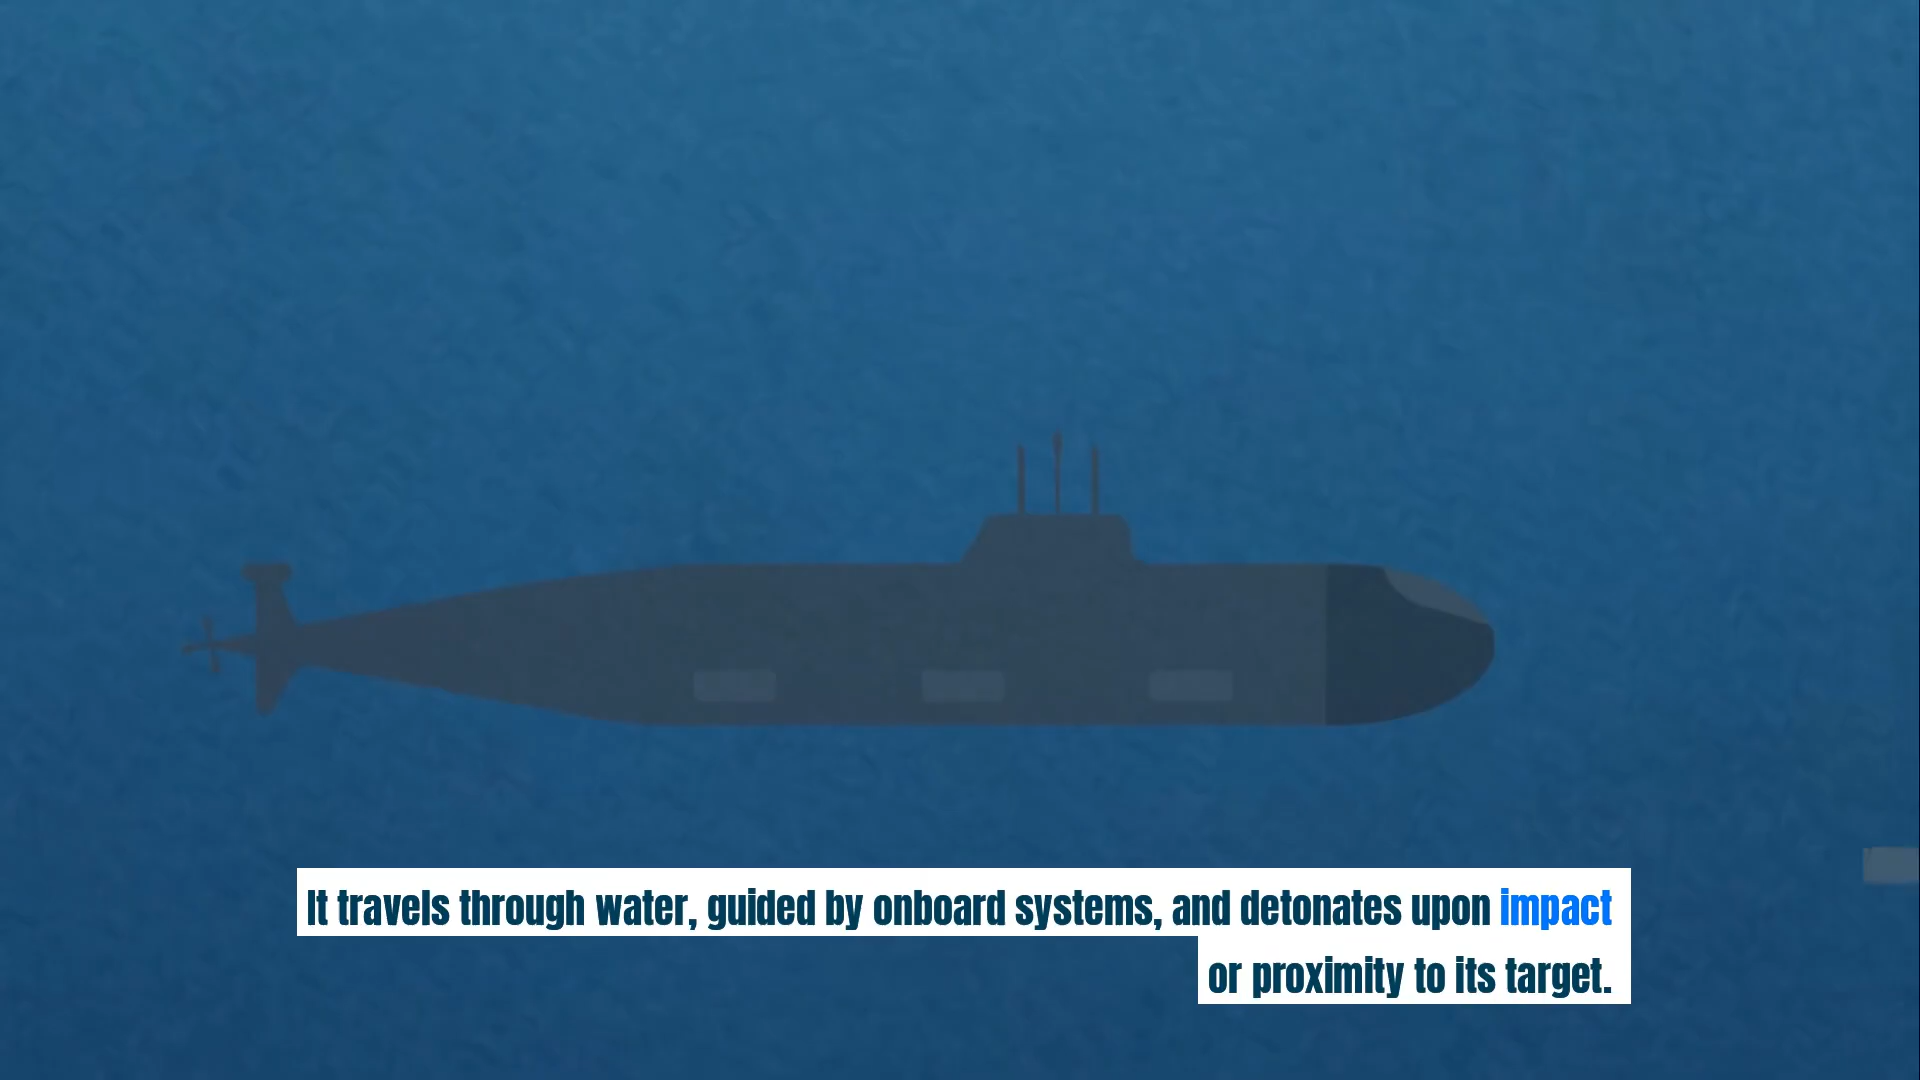 It travels through water, guided by onboard systems, and detonates upon impact
or proximity to its target.